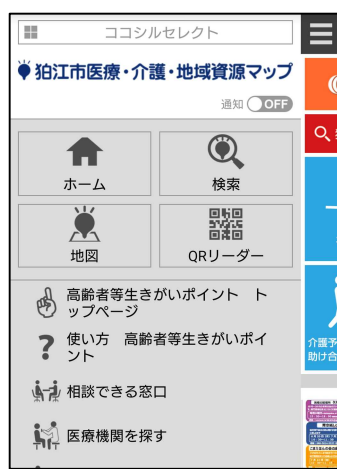 ココシルセレクト
狛江市医療・介護・地域資源マップ
通知 OFF
ホーム
検索
地図
QRリーダー
高齢者等生きがいポイント ト
ップページ
使い方 高齢者等生きがいポイ
ント
相談できる窓口
医療機関を探す
介護予
助け合